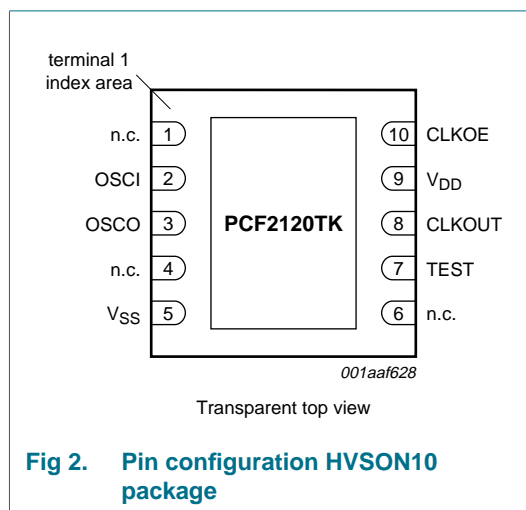 terminal 1
index area
n.c. 1
OSCI 2
OSCO 3
n.c. 4
VSS 5
PCF2120TK
10 CLKOE
9 VDD
8 CLKOUT
7 TEST
6 n.c.
001aaf628
Transparent top view
Fig 2. Pin configuration HVSON10
package